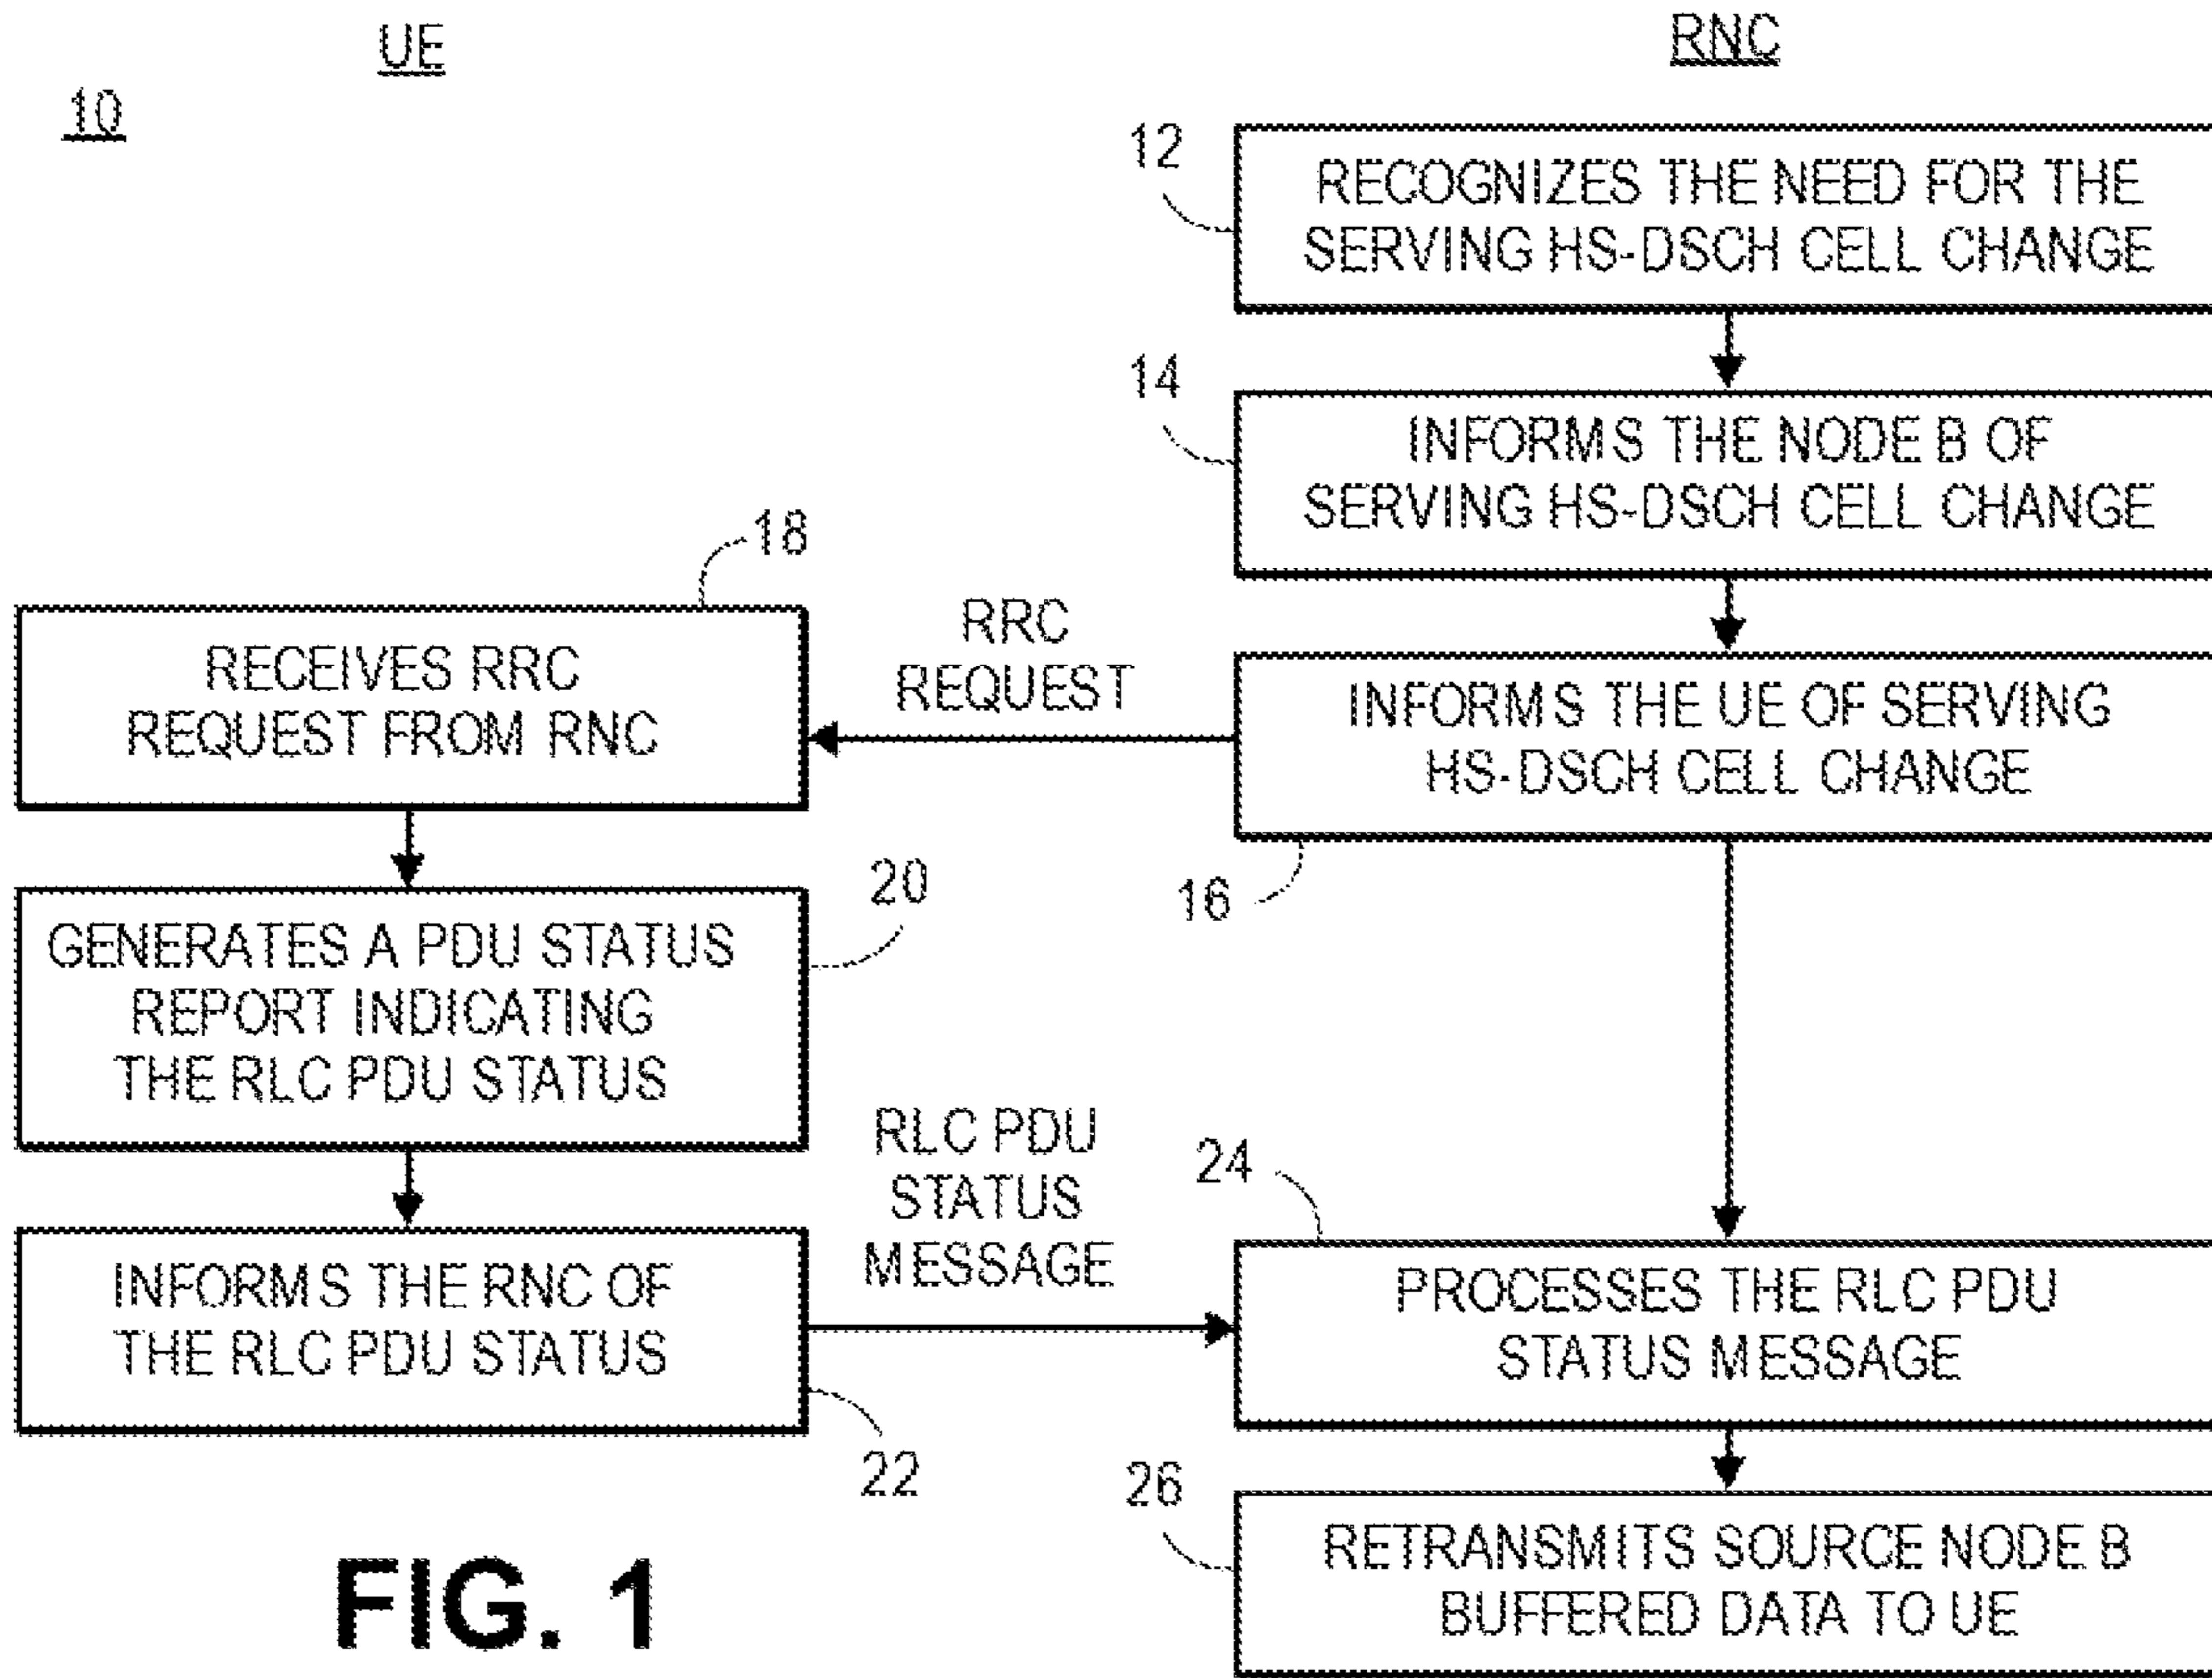 UE
RNC
10
12
RECOGNIZES THE NEED FOR THE
SERVING HS-DSCH CELL CHANGE
14
INFORMS THE NODE B OF
SERVING HS-DSCH CELL CHANGE
18
RECEIVES RRC
REQUEST FROM RNC
RRC
REQUEST
INFORMS THE UE OF SERVING
HS-DSCH CELL CHANGE
16
20
GENERATES A PDU STATUS
REPORT INDICATING
THE RLC PDU STATUS
INFORMS THE RNC OF
THE RLC PDU STATUS
22
RLC PDU
STATUS
MESSAGE
24
PROCESSES THE RLC PDU
STATUS MESSAGE
26
RETRANSMITS SOURCE NODE B
BUFFERED DATA TO UE
FIG. 1